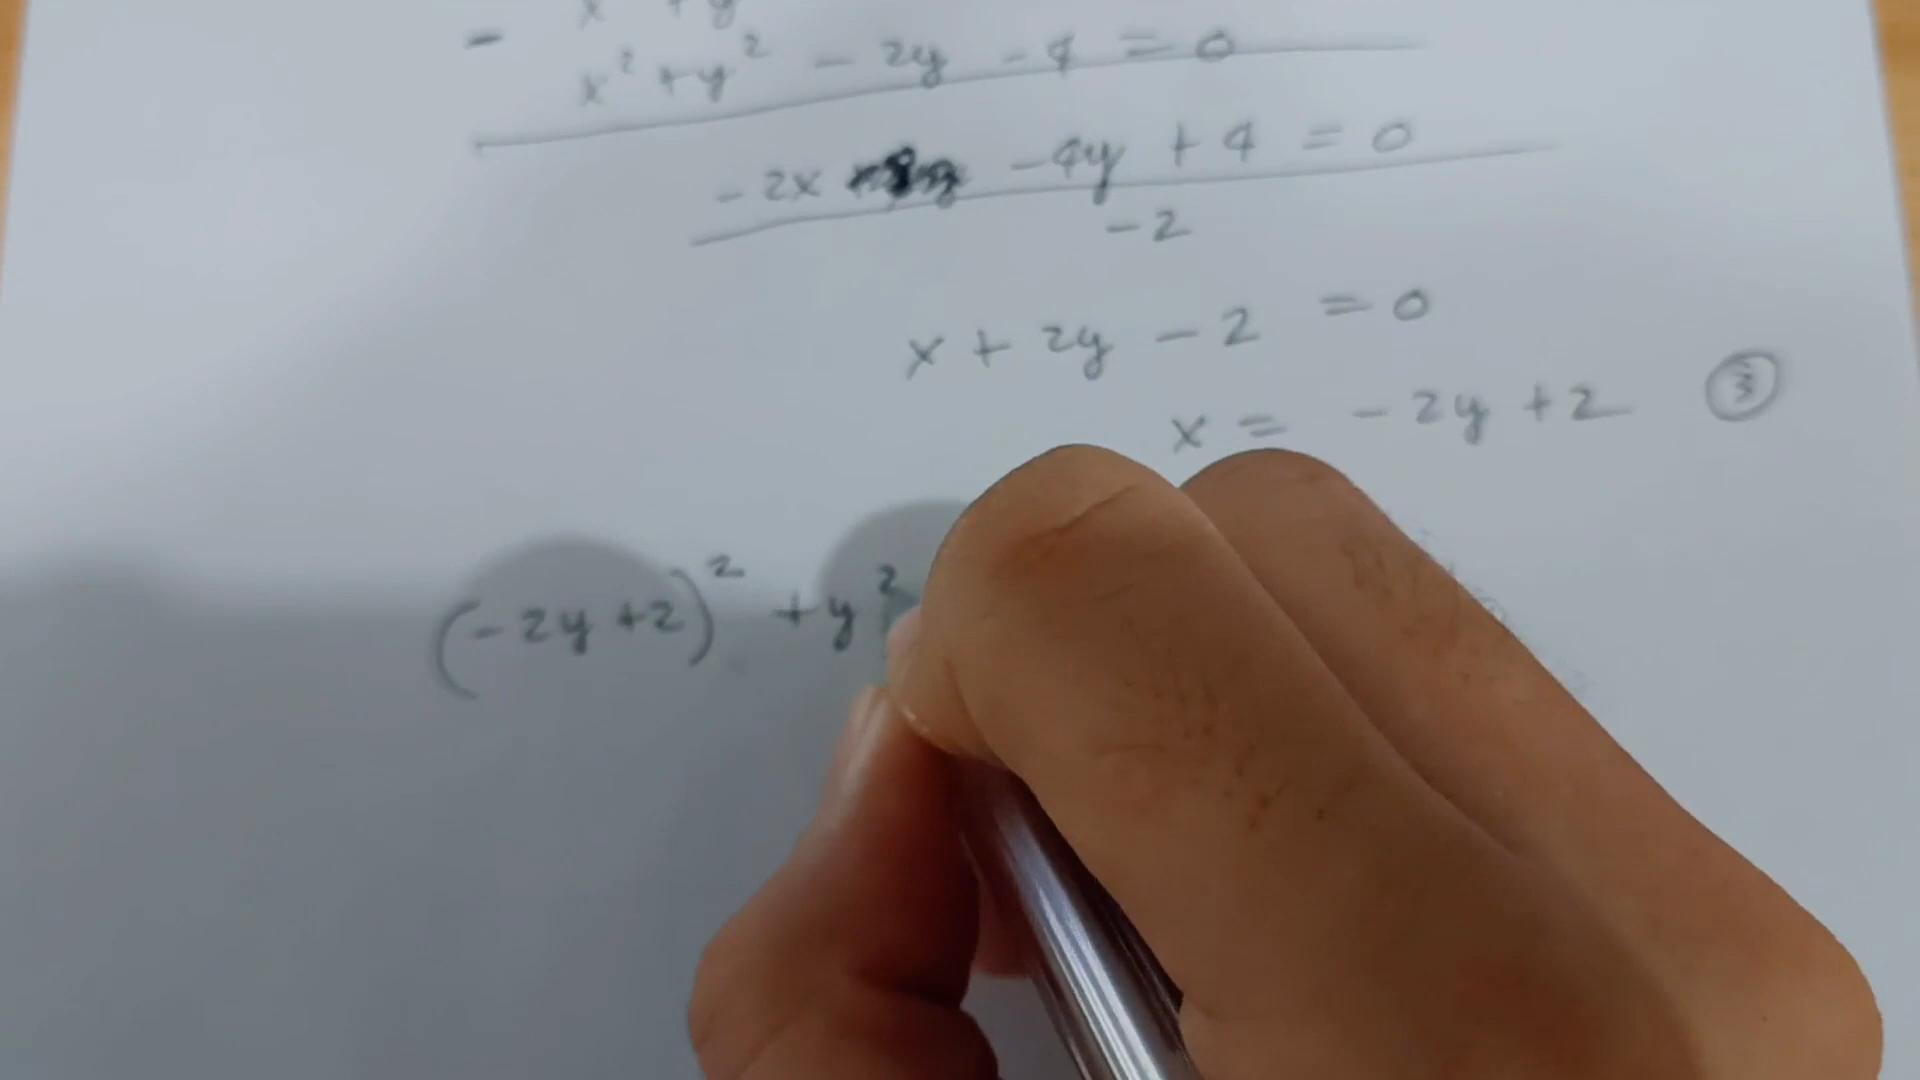 x² + y² - 2y - 4 = 0
- 2x - 4y + 4 = 0
- 2
x + 2y - 2 = 0
x = - 2y + 2 ③
(- 2y + 2)² + y²